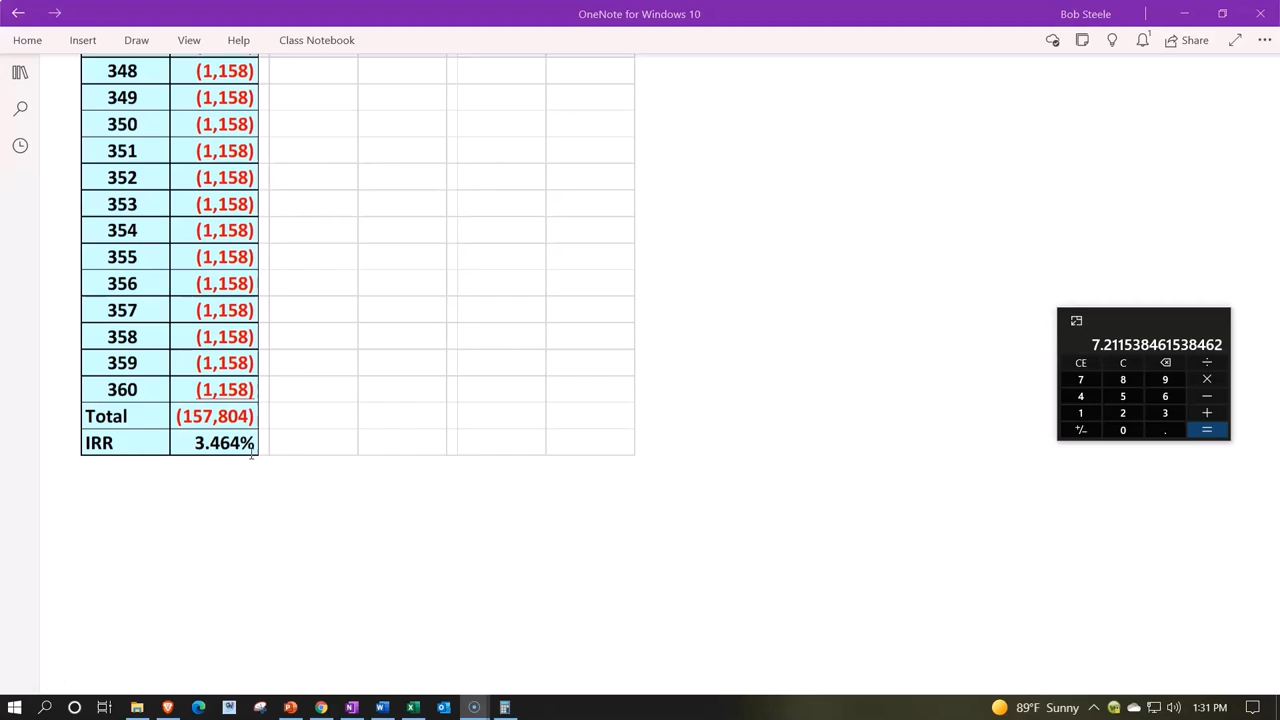 OneNote for Windows 10
Bob Steele
Home Insert Draw View Help Class Notebook
Share
348 (1,158)
349 (1,158)
350 (1,158)
351 (1,158)
352 (1,158)
353 (1,158)
354 (1,158)
355 (1,158)
356 (1,158)
357 (1,158)
358 (1,158)
359 (1,158)
360 (1,158)
Total (157,804)
IRR 3.464%
7.211538461538462
CE C ÷
7 8 9 ×
4 5 6 −
1 2 3 +
+/− 0 . =
89°F Sunny
1:31 PM